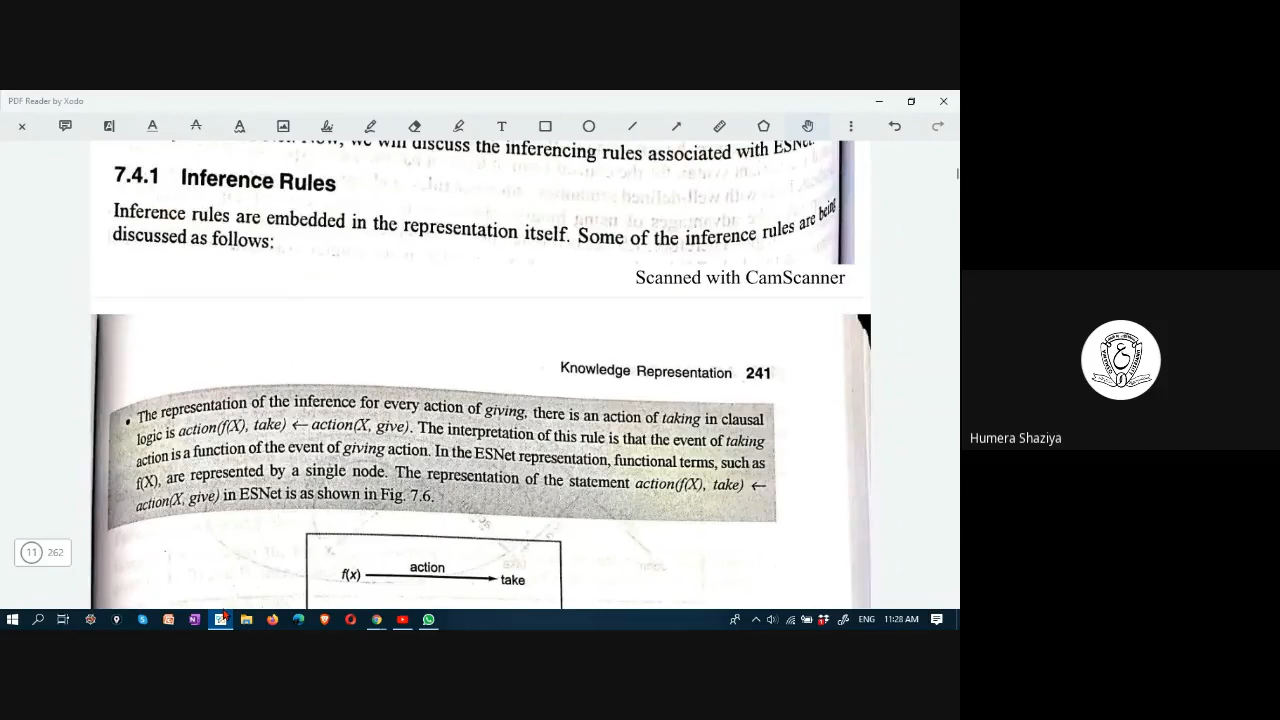 PDF Reader by Xodo
we will discuss the inferencing rules associated with ESNet.
7.4.1 Inference Rules
Inference rules are embedded in the representation itself. Some of the inference rules are being
discussed as follows:
Scanned with CamScanner
Knowledge Representation 241
• The representation of the inference for every action of giving, there is an action of taking in clausal
logic is action(f(X), take) ← action(X, give). The interpretation of this rule is that the event of taking
action is a function of the event of giving action. In the ESNet representation, functional terms, such as
f(X), are represented by a single node. The representation of the statement action(f(X), take) ←
action(X, give) in ESNet is as shown in Fig. 7.6.
action
f(x) take
11 262
ENG 11:28 AM
Humera Shaziya